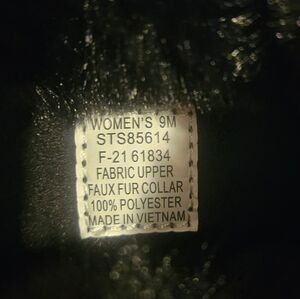 WOMEN'S 9M
STS85614
F-21 61834
FABRIC UPPER
FAUX FUR COLLAR
100% POLYESTER
MADE IN VIETNAM